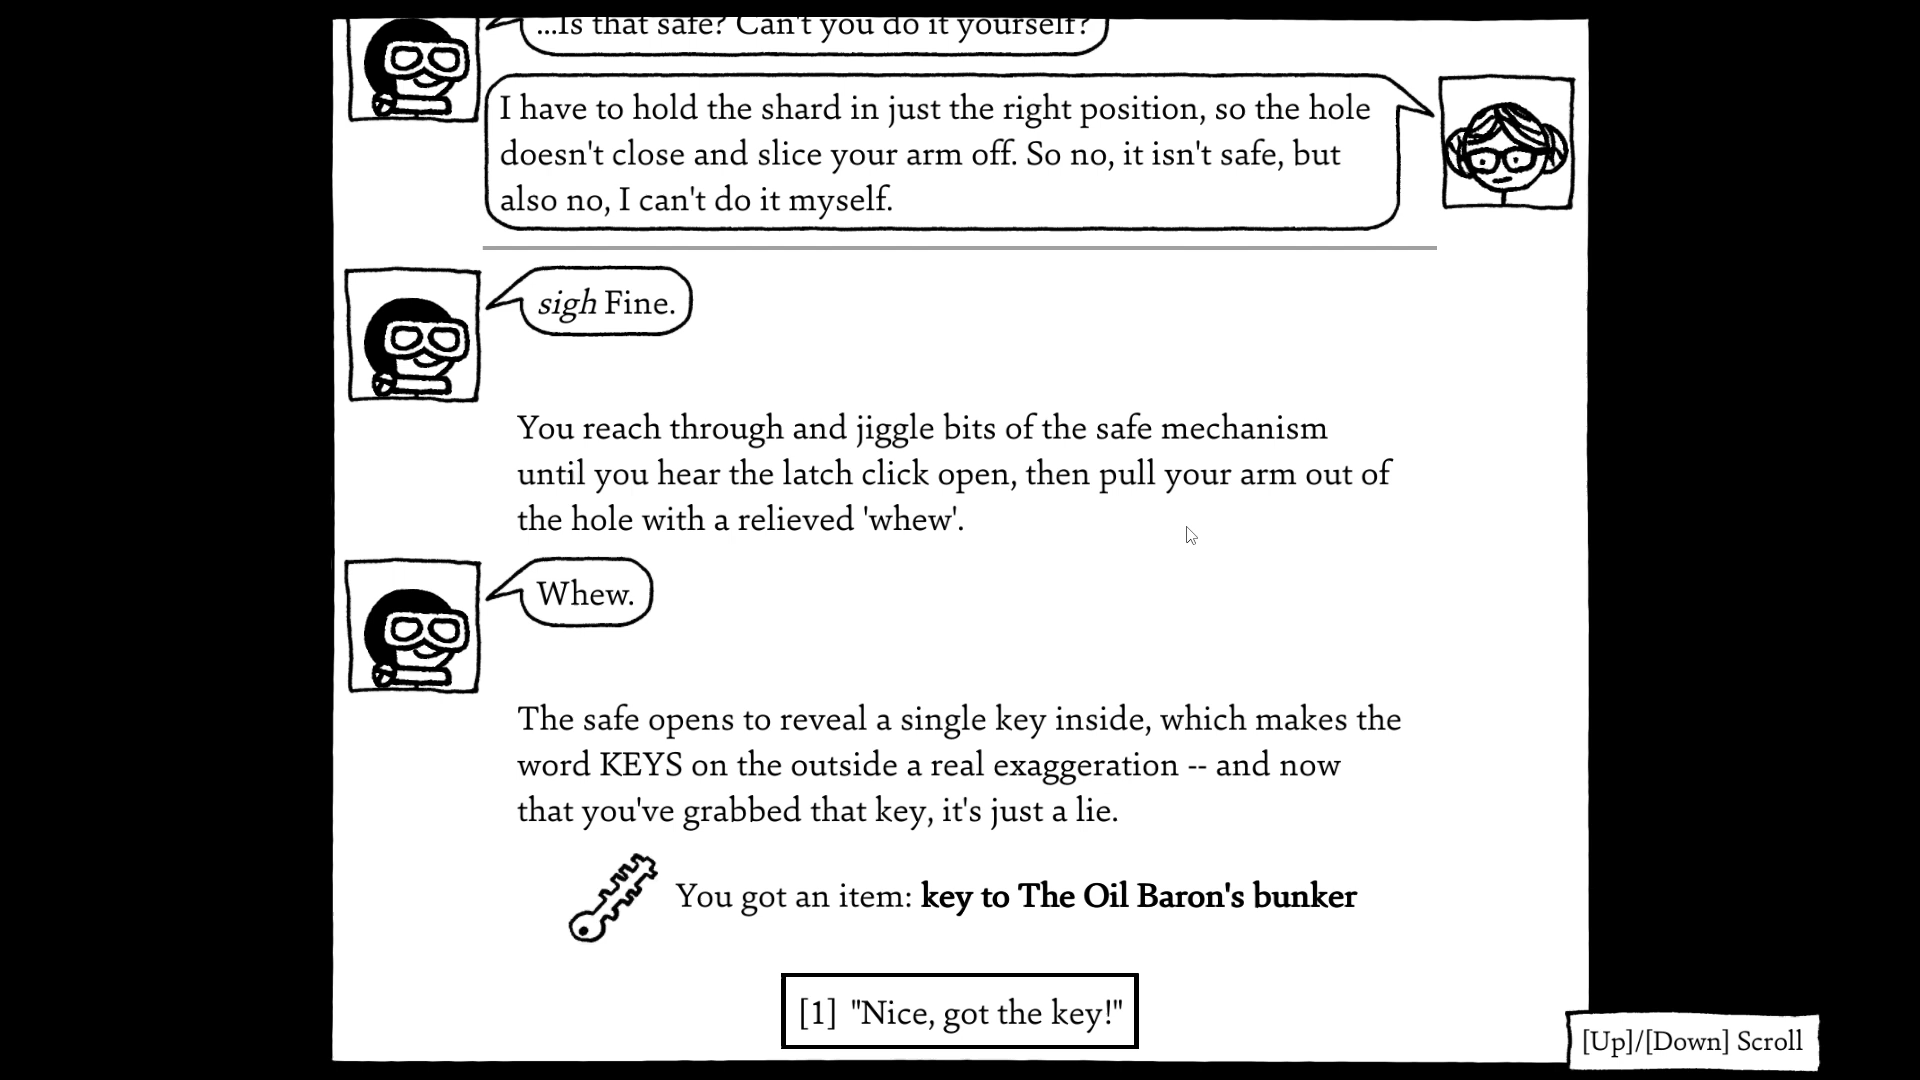 ...Is that safe? Can't you do it yourself?
I have to hold the shard in just the right position, so the hole
doesn't close and slice your arm off. So no, it isn't safe, but
also no, I can't do it myself.
sigh Fine.
You reach through and jiggle bits of the safe mechanism
until you hear the latch click open, then pull your arm out of
the hole with a relieved 'whew'.
Whew.
The safe opens to reveal a single key inside, which makes the
word KEYS on the outside a real exaggeration -- and now
that you've grabbed that key, it's just a lie.
You got an item: key to The Oil Baron's bunker
[1] "Nice, got the key!"
[Up]/[Down] Scroll